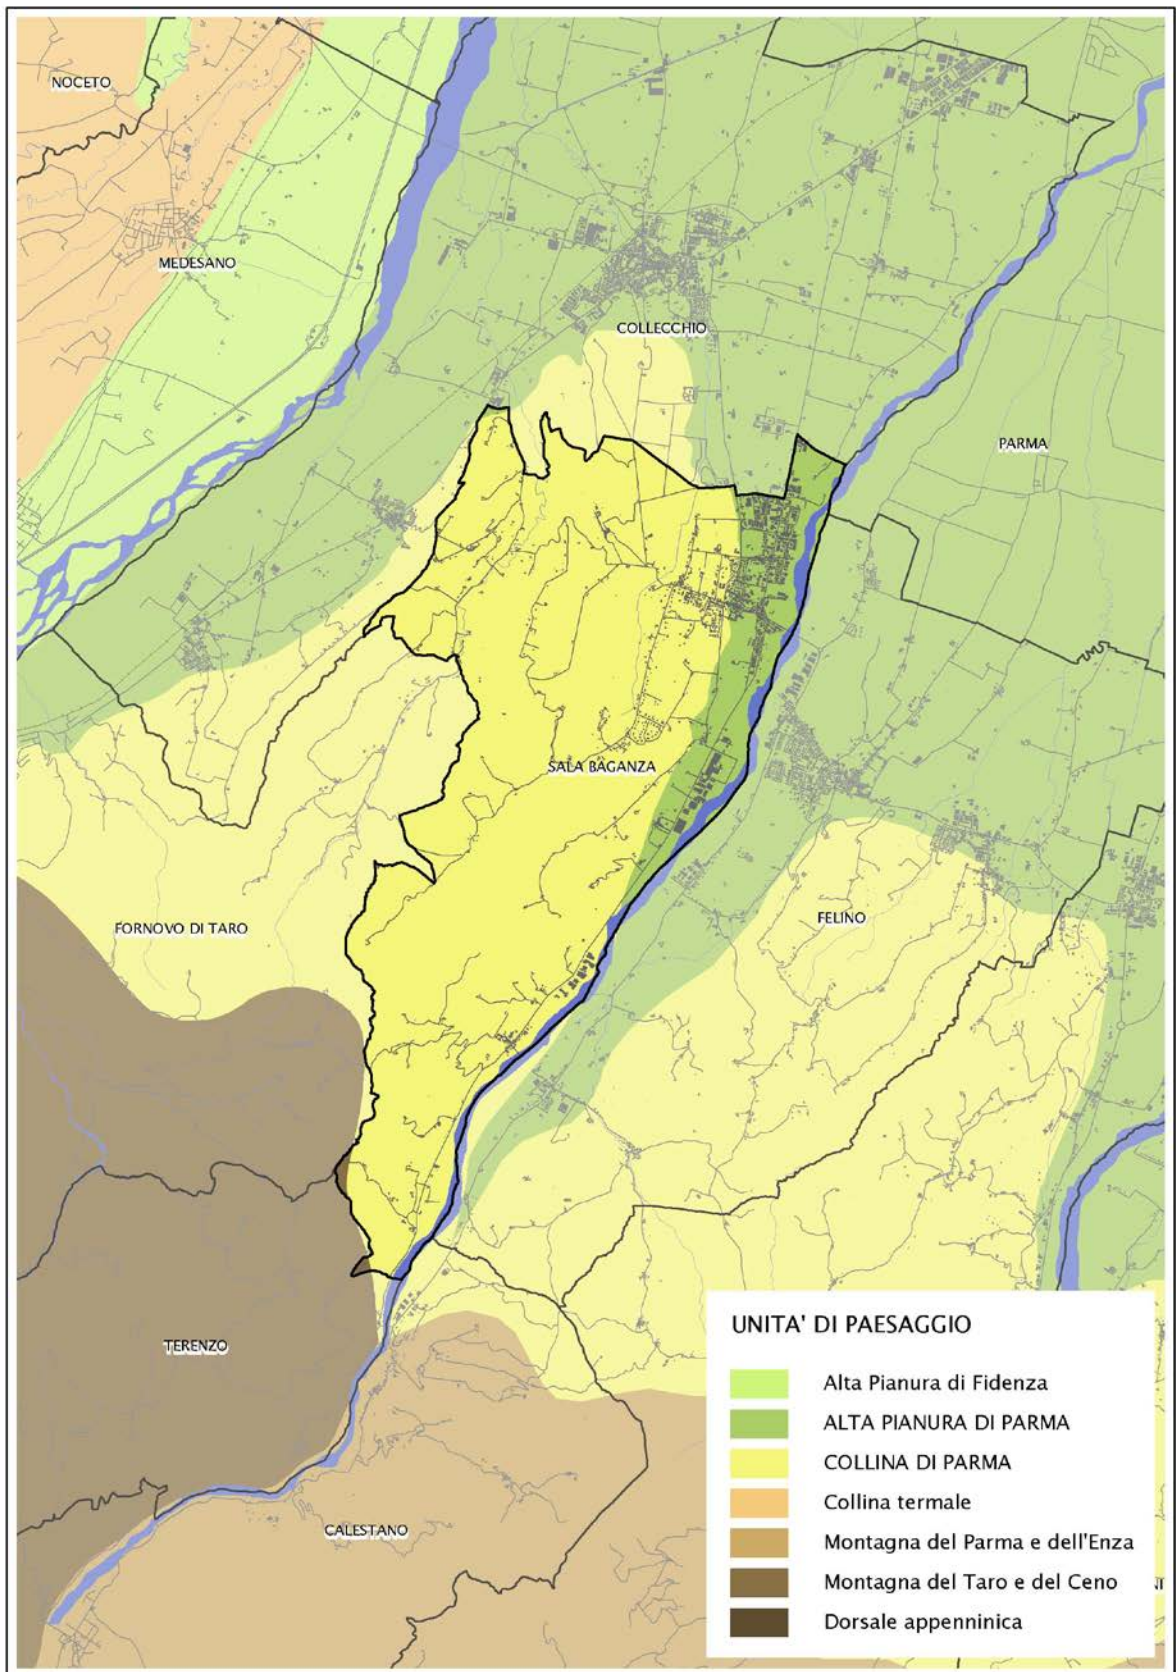 NOCETO
MEDESANO
COLLECCHIO
PARMA
SALA BAGANZA
FELINO
FORNOVO DI TARO
TERENZO
CALESTANO
UNITA' DI PAESAGGIO
Alta Pianura di Fidenza
ALTA PIANURA DI PARMA
COLLINA DI PARMA
Collina termale
Montagna del Parma e dell'Enza
Montagna del Taro e del Ceno
Dorsale appenninica